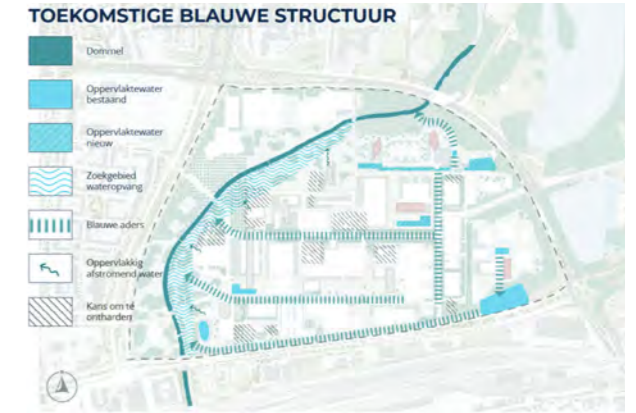 TOEKOMSTIGE BLAUWE STRUCTUUR
Dommel
Oppervlaktewater
bestaand
Oppervlaktewater
nieuw
Zoekgebied
wateropvang
Blauwe aders
Oppervlakkig
afstromend water
Kans om te
ontharden